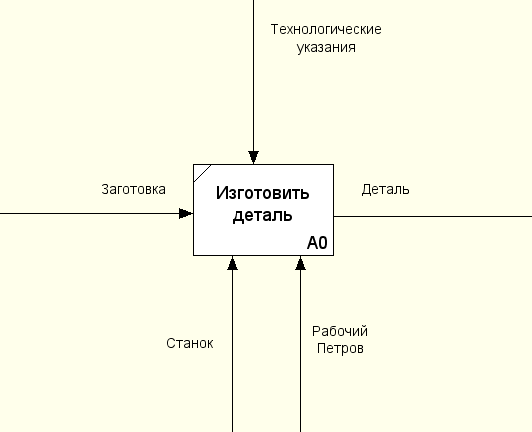 Технологические
указания
Заготовка
Изготовить
деталь
A0
Деталь
Станок
Рабочий
Петров